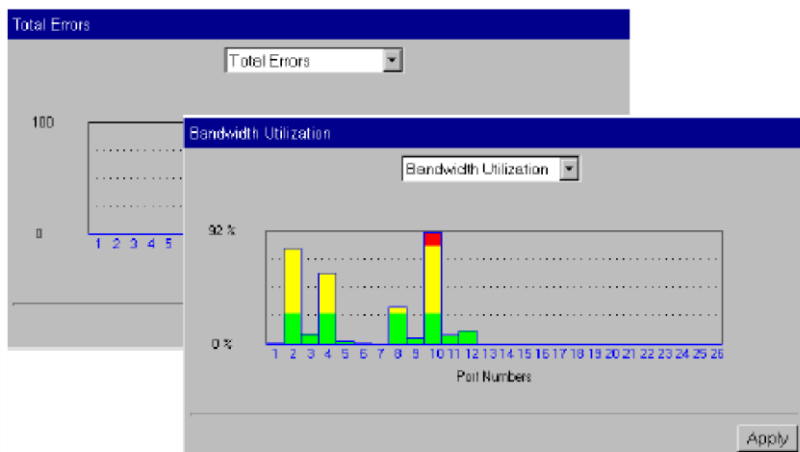 Total Errors
Total Errors
100
0
1 2 3 4 5
Bandwidth Utilization
Bandwidth Utilization
92 %
0 %
1 2 3 4 5 6 7 8 9 10 11 12 13 14 15 16 17 18 19 20 21 22 23 24 25 26
Port Numbers
Apply